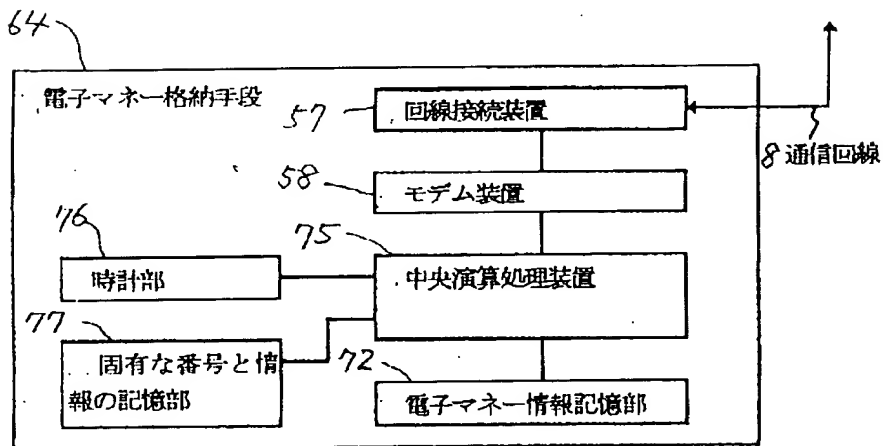 64
電子マネー格納手段
57
回線接続装置
8 通信回線
58
モデム装置
76
75
時計部
中央演算処理装置
77
固有な番号と情
報の記憶部
72
電子マネー情報記憶部